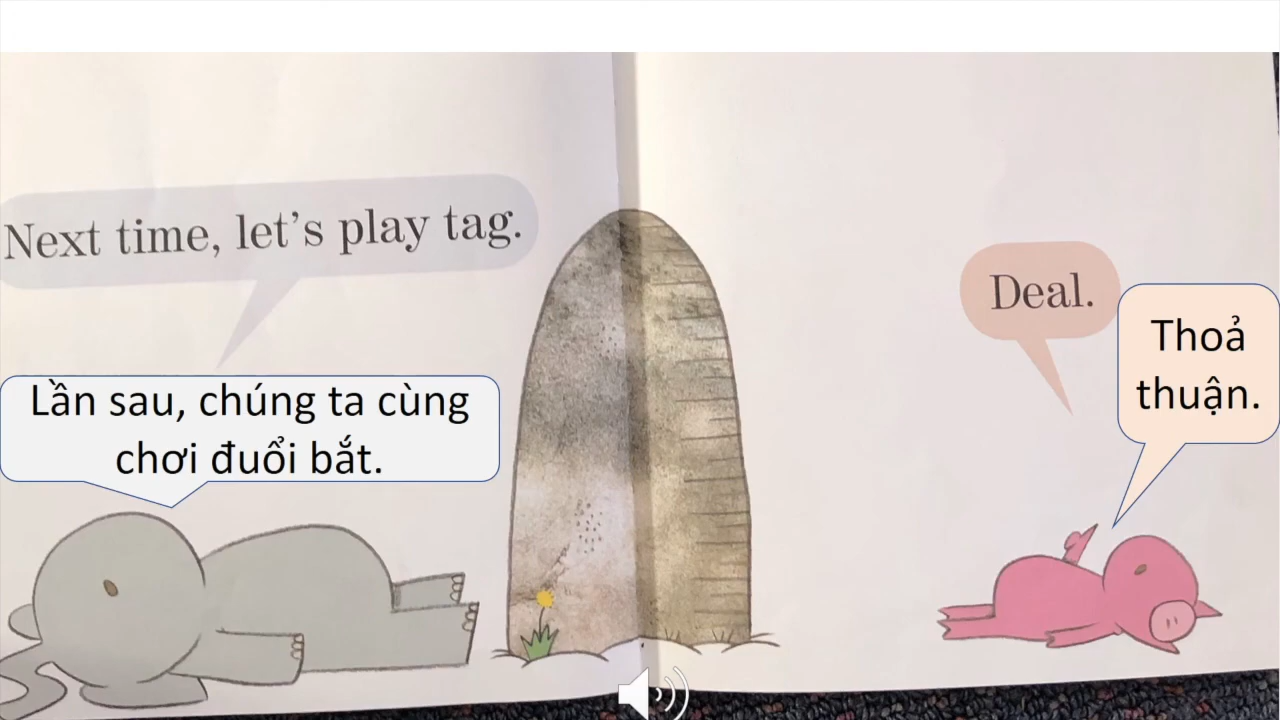 Next time, let's play tag.
Lần sau, chúng ta cùng
chơi đuổi bắt.
Deal.
Thoả
thuận.